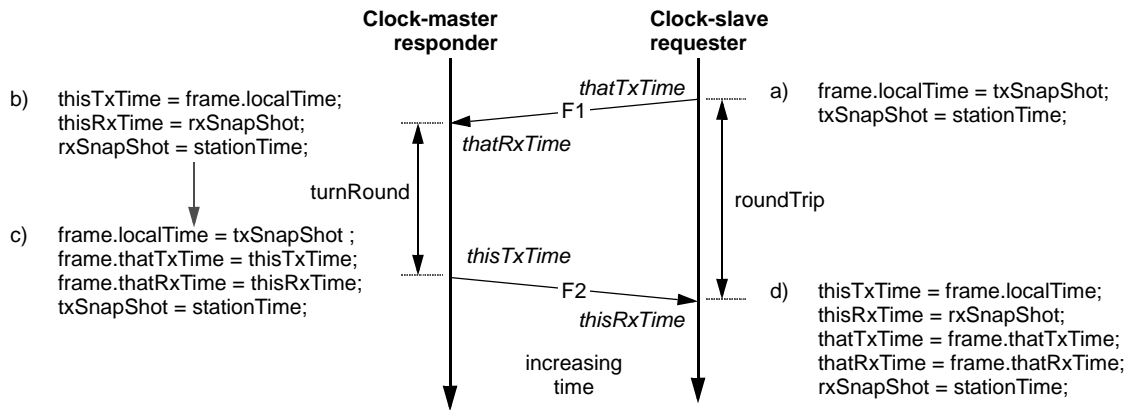 Clock-master
responder
Clock-slave
requester
b) thisTxTime = frame.localTime;
thisRxTime = rxSnapShot;
rxSnapShot = stationTime;
thatTxTime
F1
thatRxTime
a) frame.localTime = txSnapShot;
txSnapShot = stationTime;
turnRound
roundTrip
c) frame.localTime = txSnapShot ;
frame.thatTxTime = thisTxTime;
frame.thatRxTime = thisRxTime;
txSnapShot = stationTime;
thisTxTime
F2
thisRxTime
d) thisTxTime = frame.localTime;
thisRxTime = rxSnapShot;
thatTxTime = frame.thatTxTime;
thatRxTime = frame.thatRxTime;
rxSnapShot = stationTime;
increasing
time